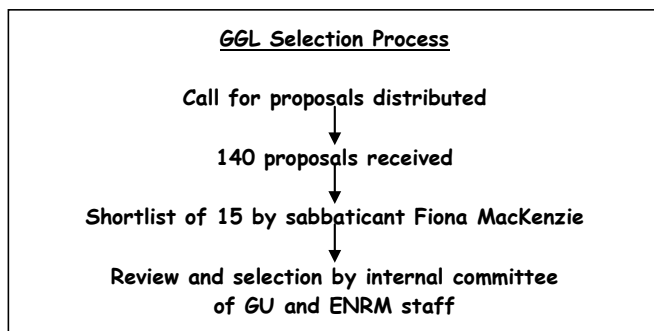 GGL Selection Process
Call for proposals distributed
140 proposals received
Shortlist of 15 by sabbaticant Fiona MacKenzie
Review and selection by internal committee
of GU and ENRM staff